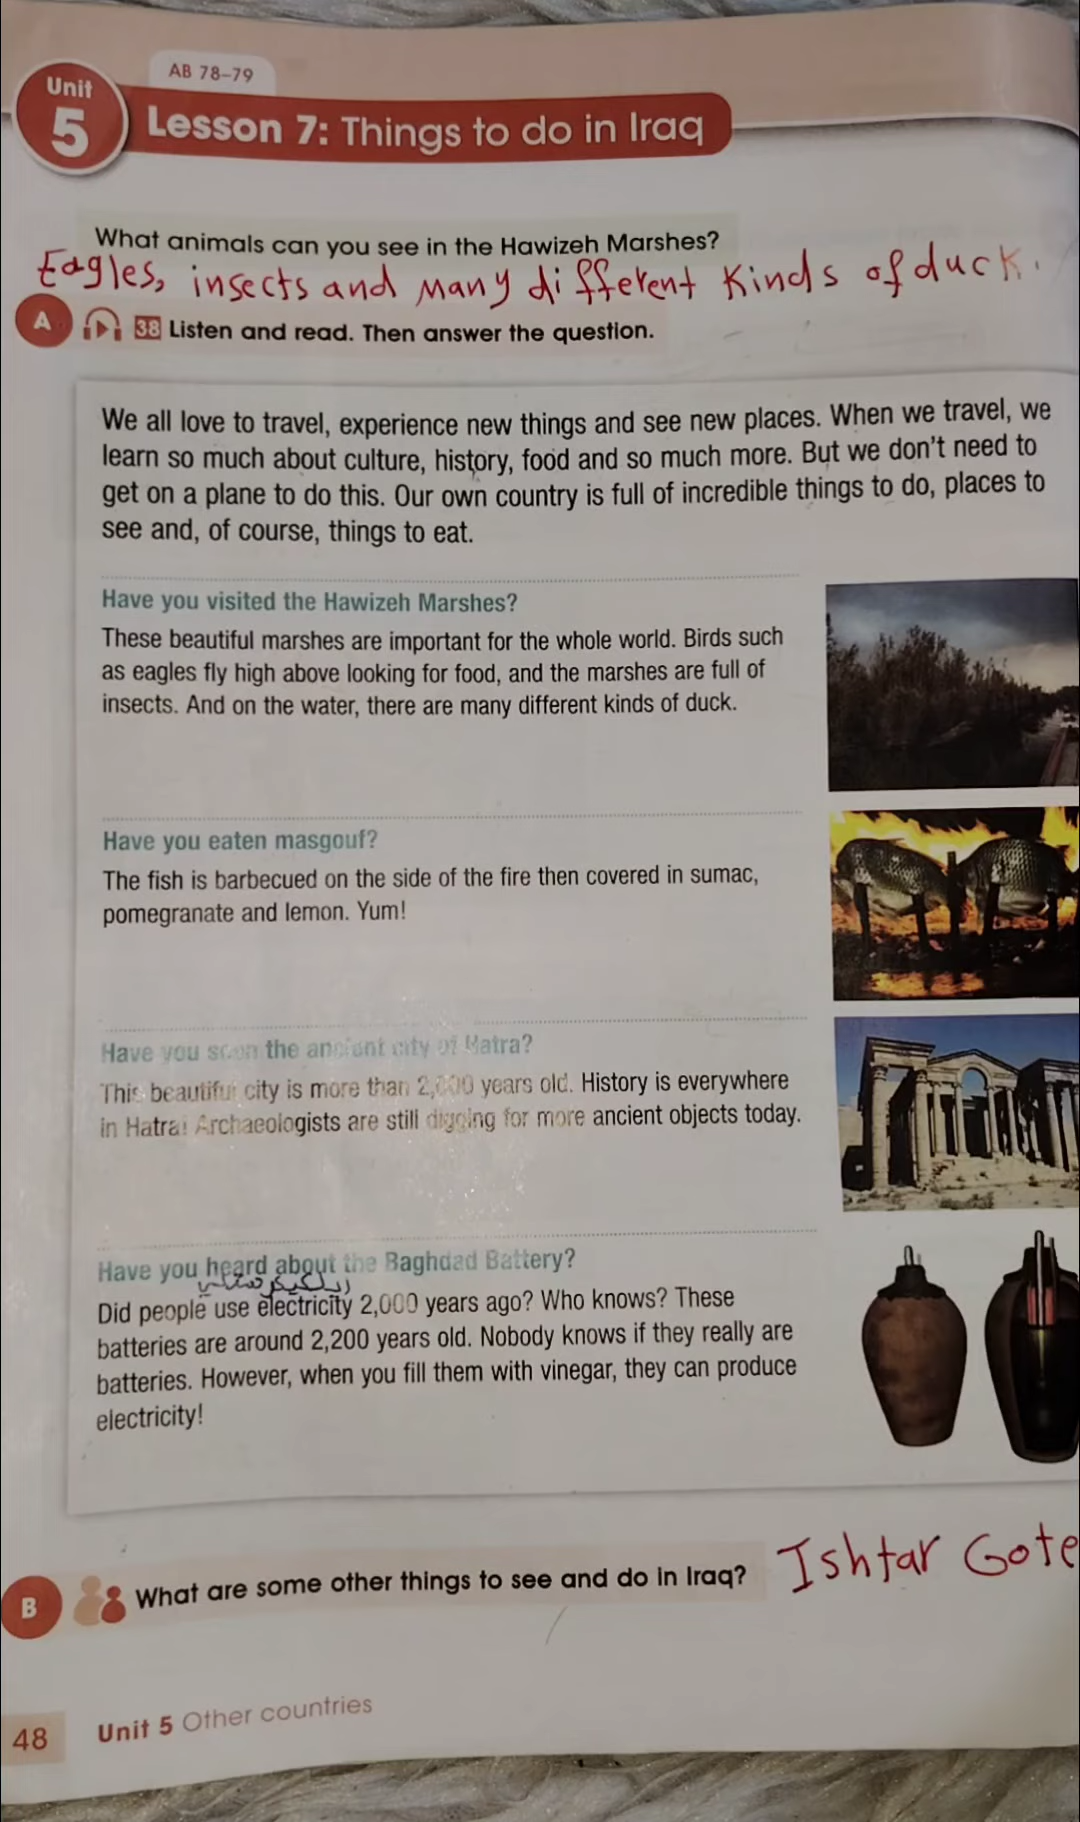 AB 78–79
Unit
5
Lesson 7: Things to do in Iraq
What animals can you see in the Hawizeh Marshes?
Eagles, insects and many different kinds of duck.
A 38 Listen and read. Then answer the question.
We all love to travel, experience new things and see new places. When we travel, we
learn so much about culture, history, food and so much more. But we don't need to
get on a plane to do this. Our own country is full of incredible things to do, places to
see and, of course, things to eat.
Have you visited the Hawizeh Marshes?
These beautiful marshes are important for the whole world. Birds such
as eagles fly high above looking for food, and the marshes are full of
insects. And on the water, there are many different kinds of duck.
Have you eaten masgouf?
The fish is barbecued on the side of the fire then covered in sumac,
pomegranate and lemon. Yum!
Have you seen the ancient city of Hatra?
This beautiful city is more than 2,000 years old. History is everywhere
in Hatra! Archaeologists are still digging for more ancient objects today.
Have you heard about the Baghdad Battery?
Did people use electricity 2,000 years ago? Who knows? These
batteries are around 2,200 years old. Nobody knows if they really are
batteries. However, when you fill them with vinegar, they can produce
electricity!
B What are some other things to see and do in Iraq? Ishtar Gote
48 Unit 5 Other countries